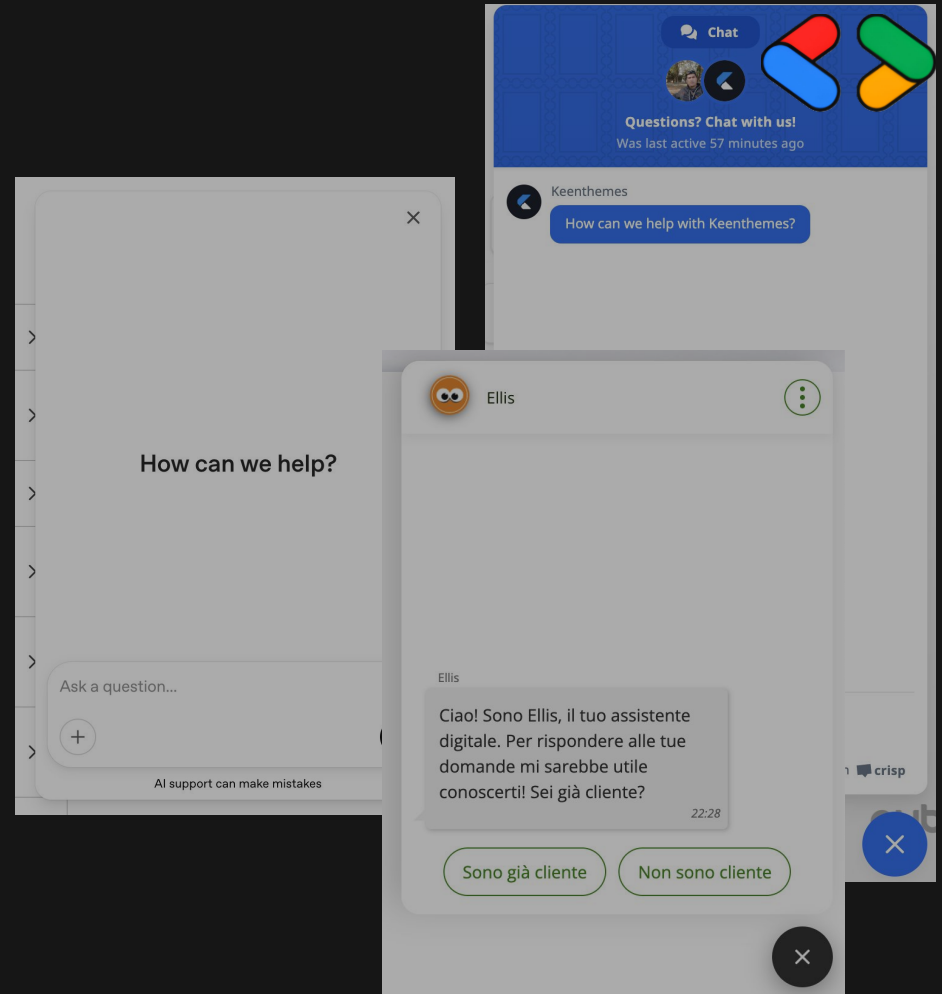 Chat
Questions? Chat with us!
Was last active 57 minutes ago
Keenthemes
How can we help with Keenthemes?
How can we help?
Ask a question...
AI support can make mistakes
Ellis
Ellis
Ciao! Sono Ellis, il tuo assistente
digitale. Per rispondere alle tue
domande mi sarebbe utile
conoscerti! Sei già cliente?
22:28
Sono già cliente
Non sono cliente
crisp